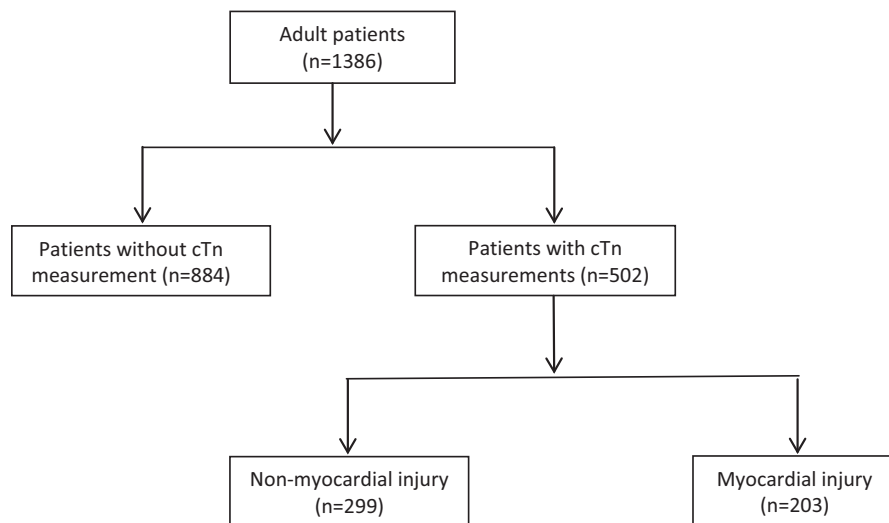 Adult patients
(n=1386)
Patients without cTn
measurement (n=884)
Patients with cTn
measurements (n=502)
Non-myocardial injury
(n=299)
Myocardial injury
(n=203)